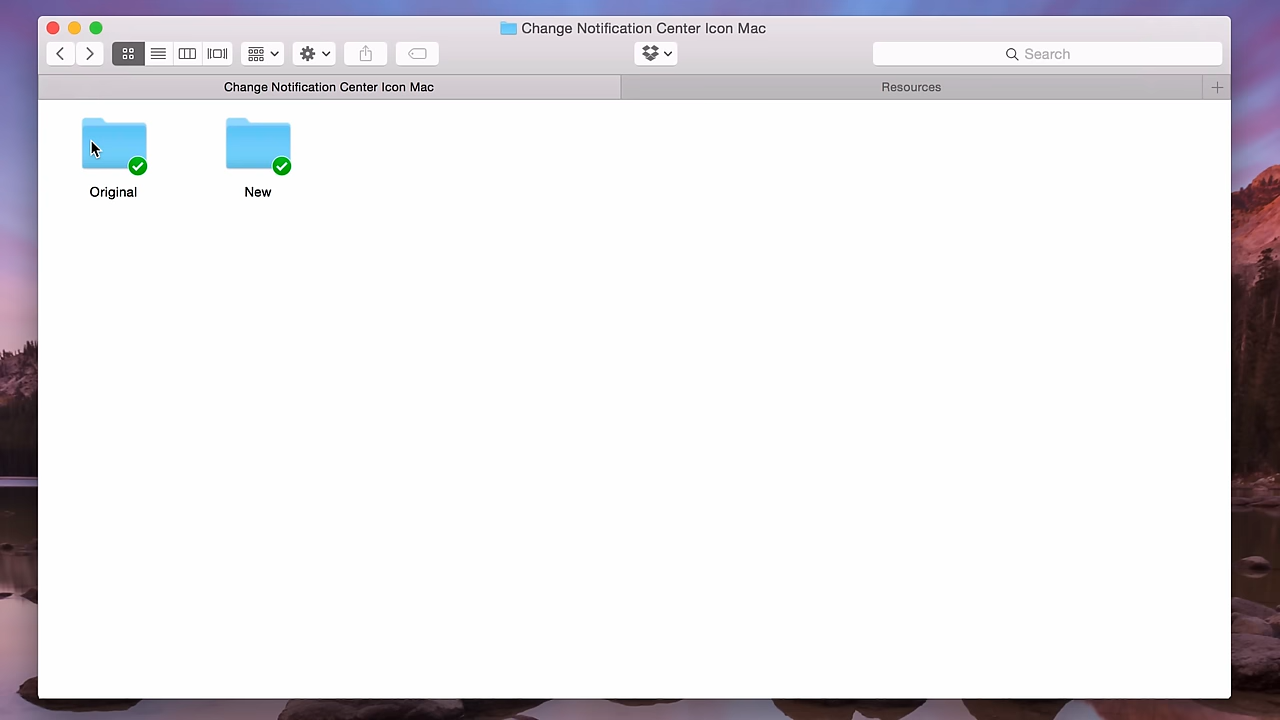 Change Notification Center Icon Mac
Search
Change Notification Center Icon Mac
Resources
Original
New